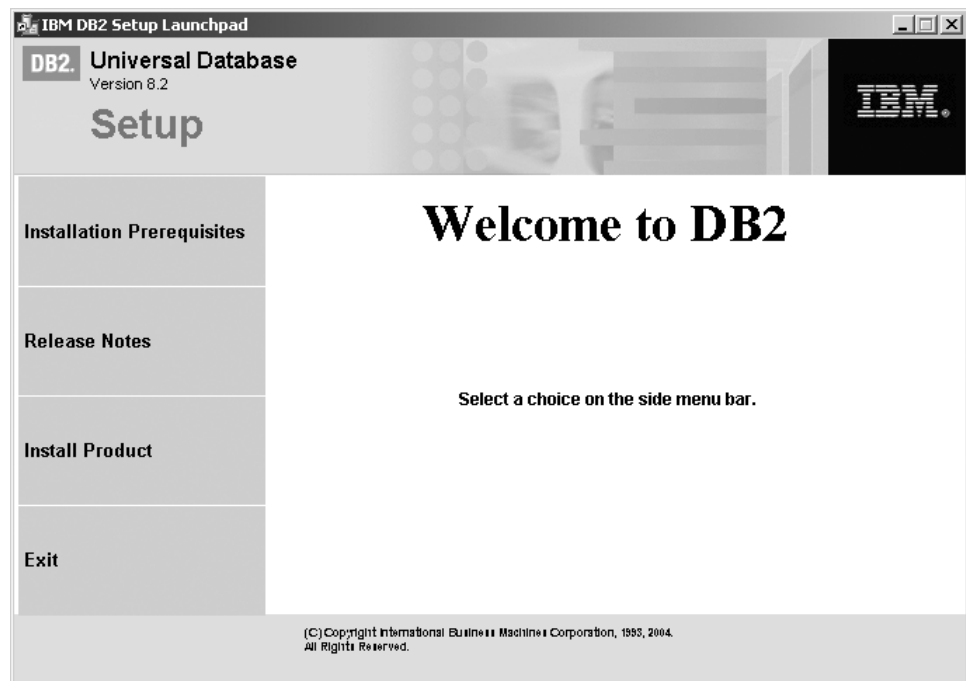 IBM DB2 Setup Launchpad
DB2. Universal Database
Version 8.2
Setup
IBM®
Installation Prerequisites
Welcome to DB2
Release Notes
Select a choice on the side menu bar.
Install Product
Exit
(C) Copyright International Business Machines Corporation, 1993, 2004.
All Rights Reserved.